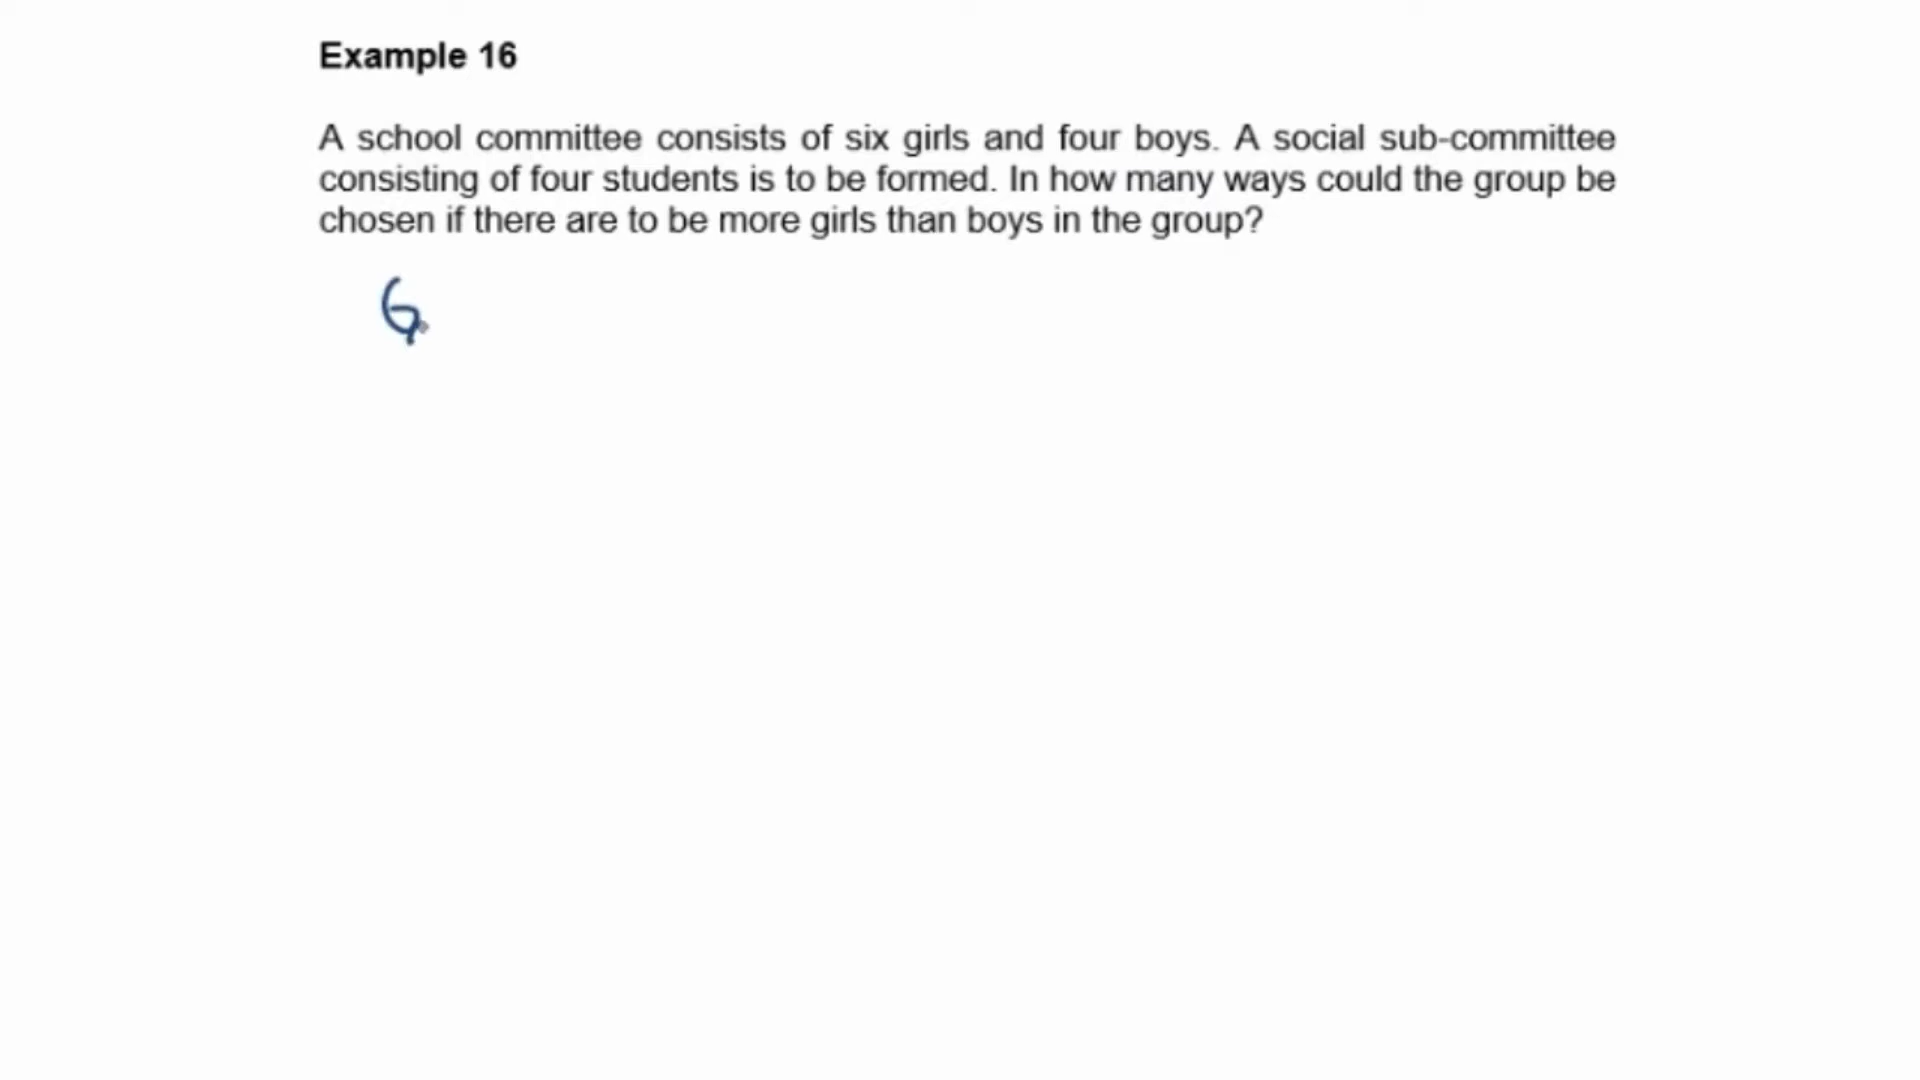 Example 16
A school committee consists of six girls and four boys. A social sub-committee
consisting of four students is to be formed. In how many ways could the group be
chosen if there are to be more girls than boys in the group?
G